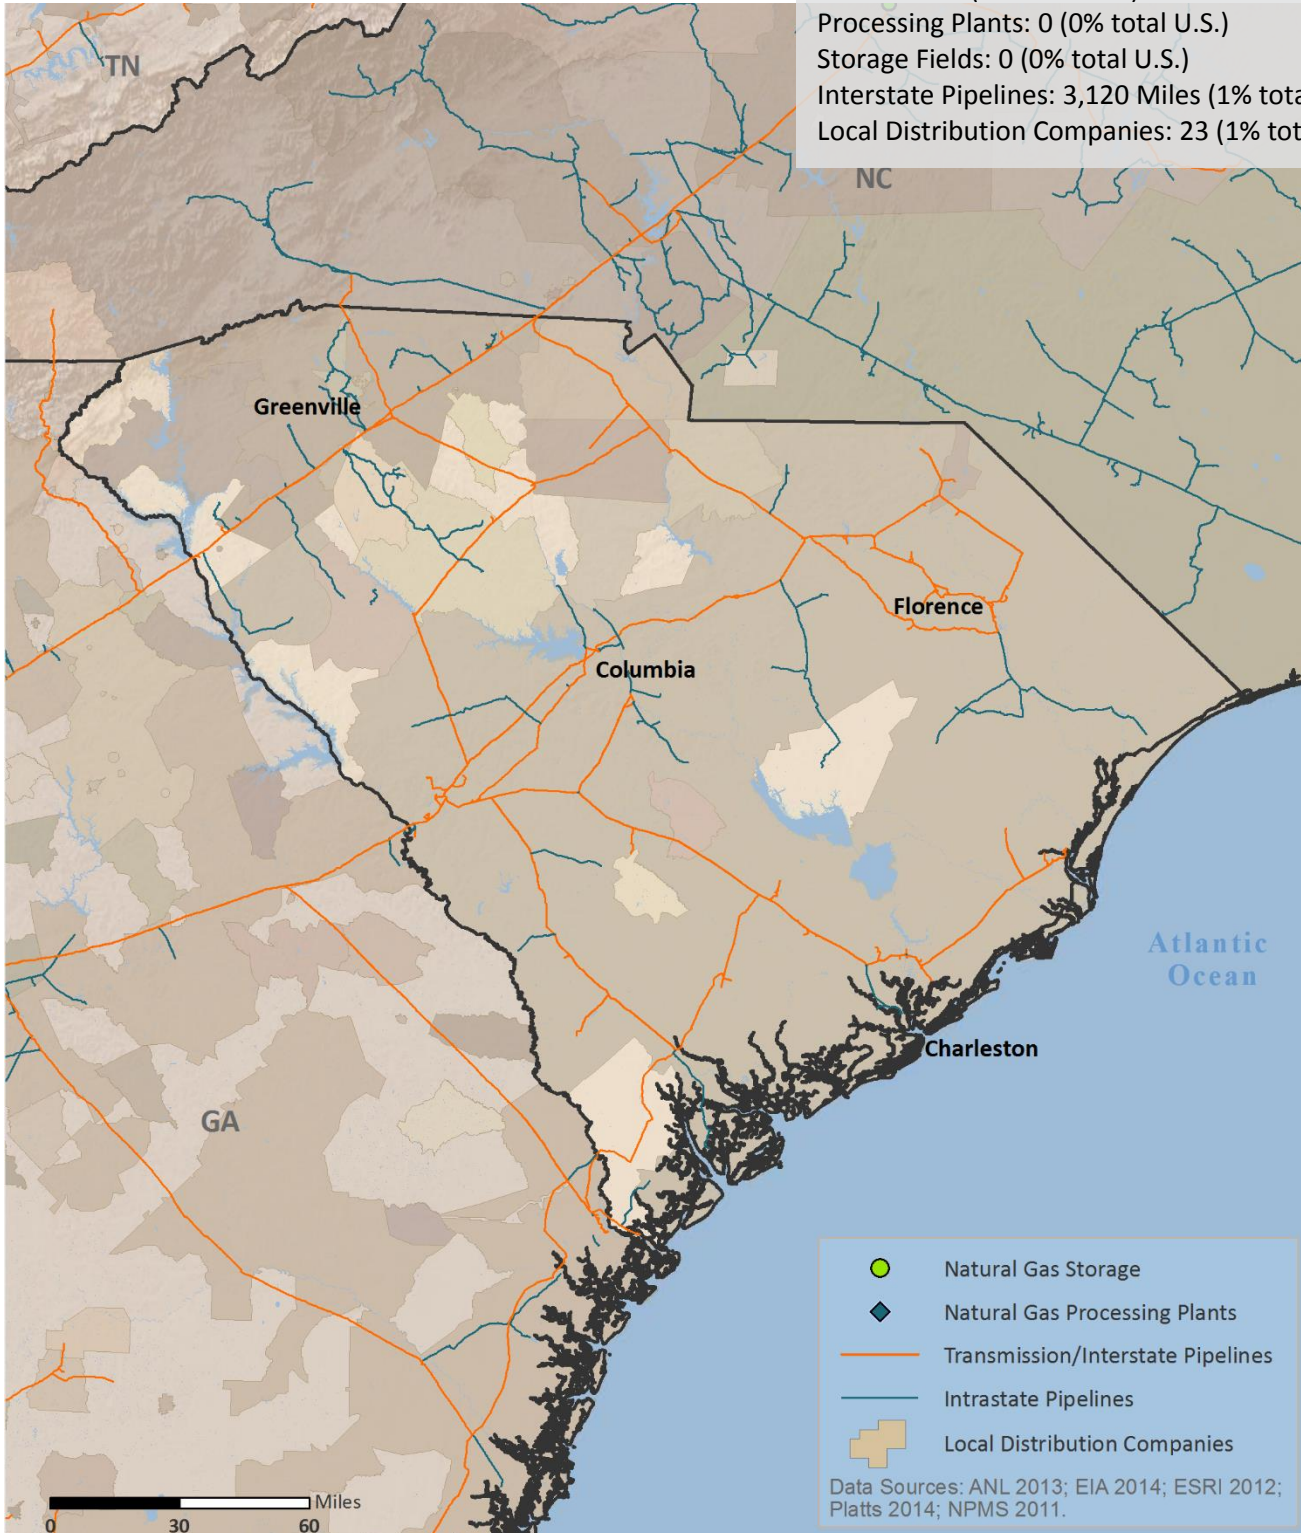 Processing Plants: 0 (0% total U.S.)
Storage Fields: 0 (0% total U.S.)
Interstate Pipelines: 3,120 Miles (1% tota
Local Distribution Companies: 23 (1% tot
TN
NC
Greenville
Florence
Columbia
Atlantic
Ocean
Charleston
GA
Natural Gas Storage
Natural Gas Processing Plants
Transmission/Interstate Pipelines
Intrastate Pipelines
Local Distribution Companies
Data Sources: ANL 2013; EIA 2014; ESRI 2012;
Platts 2014; NPMS 2011.
Miles
0 30 60